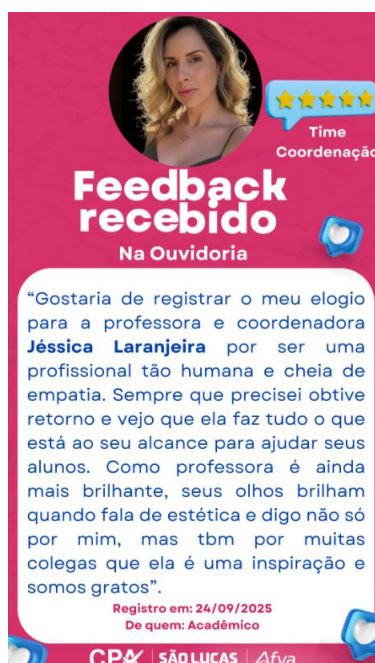 Time
Coordenação
Feedback
recebido
Na Ouvidoria
“Gostaria de registrar o meu elogio
para a professora e coordenadora
Jéssica Laranjeira por ser uma
profissional tão humana e cheia de
empatia. Sempre que precisei obtive
retorno e vejo que ela faz tudo o que
está ao seu alcance para ajudar seus
alunos. Como professora é ainda
mais brilhante, seus olhos brilham
quando fala de estética e digo não só
por mim, mas tbm por muitas
colegas que ela é uma inspiração e
somos gratos”.
Registro em: 24/09/2025
De quem: Acadêmico
CPA SÃO LUCAS Afya